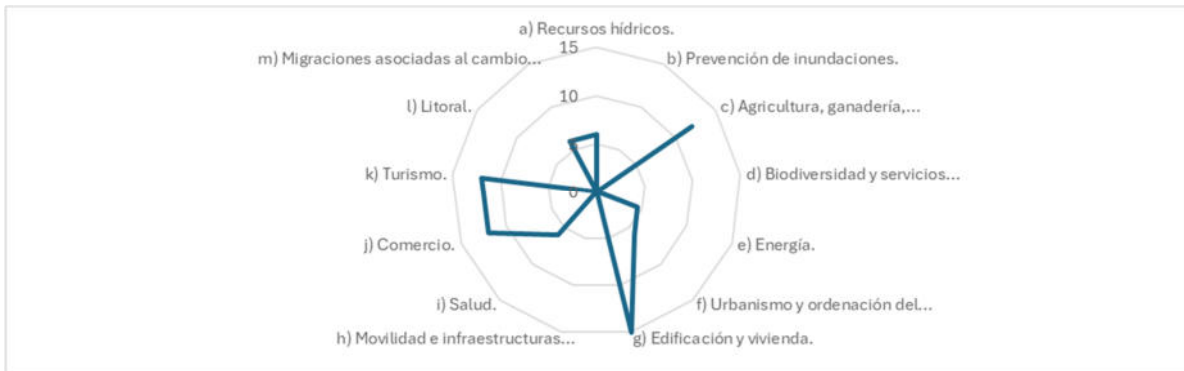 a) Recursos hídricos.
15
m) Migraciones asociadas al cambio...
b) Prevención de inundaciones.
10
l) Litoral.
c) Agricultura, ganadería,...
k) Turismo.
d) Biodiversidad y servicios...
0
j) Comercio.
e) Energía.
i) Salud.
f) Urbanismo y ordenación del...
h) Movilidad e infraestructuras...
g) Edificación y vivienda.